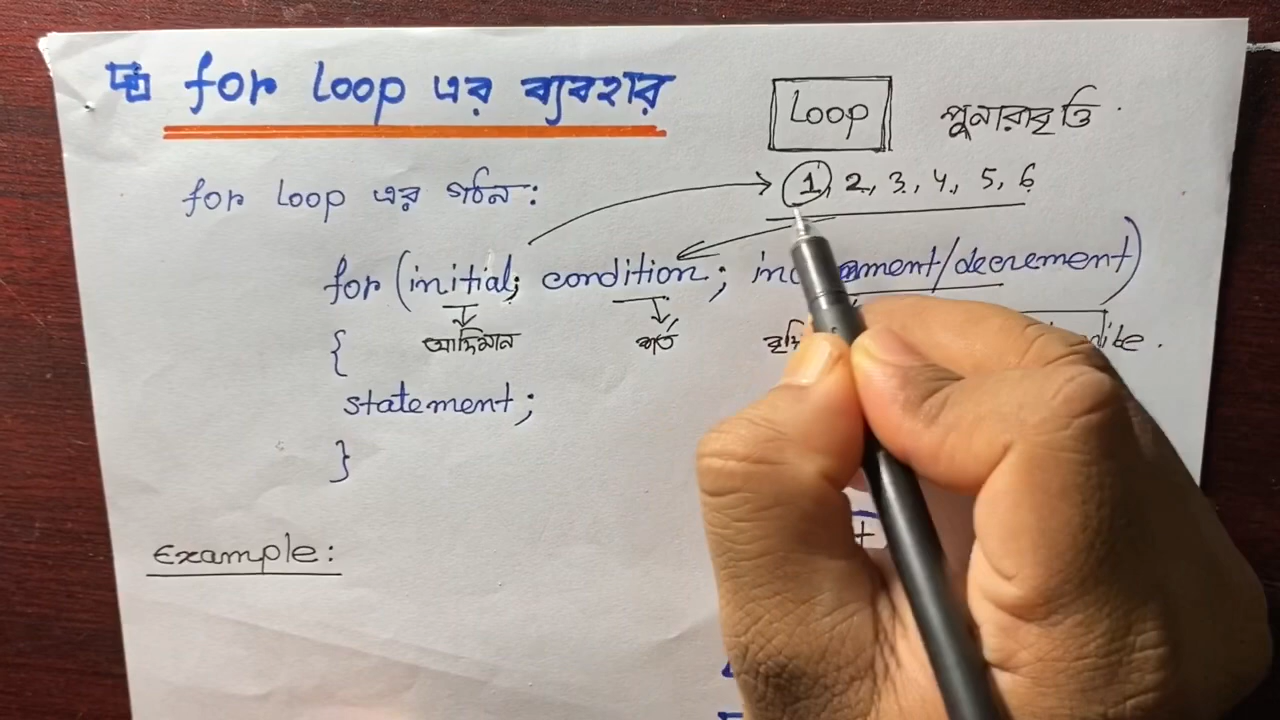 for Loop এর ব্যবহার
Loop পুনারাবৃত্তি
for Loop এর গঠন:
1, 2, 3, 4, 5, 6
for (initial; condition; increment/decrement)
{ আদিমান শর্ত
statement;
}
Example: